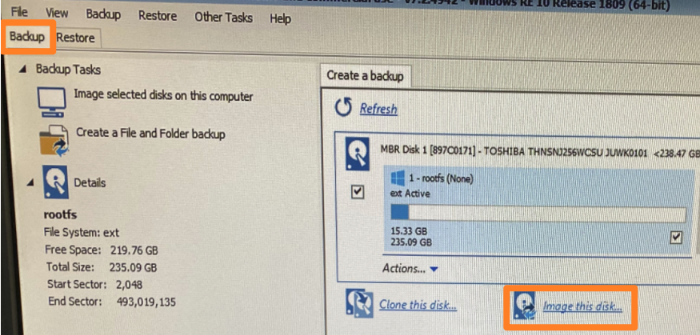 v7.2.4942 - Windows RE 10 Release 1809 (64-bit)
File View Backup Restore Other Tasks Help
Backup Restore
Backup Tasks
Image selected disks on this computer
Create a File and Folder backup
Details
rootfs
File System: ext
Free Space: 219.76 GB
Total Size: 235.09 GB
Start Sector: 2,048
End Sector: 493,019,135
Create a backup
Refresh
MBR Disk 1 [897C0171] - TOSHIBA THNSNJ256WCSU JUWK0101 <238.47 GB
1 - rootfs (None)
ext Active
15.33 GB
235.09 GB
Actions...
Clone this disk...
Image this disk...